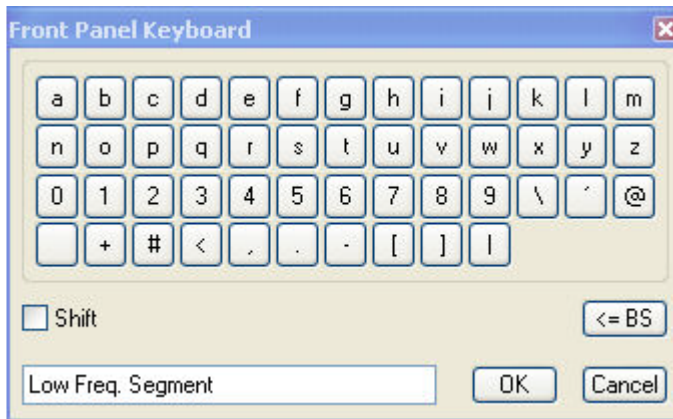 Front Panel Keyboard
a b c d e f g h i j k l m
n o p q r s t u v w x y z
0 1 2 3 4 5 6 7 8 9 \ ´ @
+ # < , . - [ ] |
Shift
<= BS
Low Freq. Segment
OK
Cancel